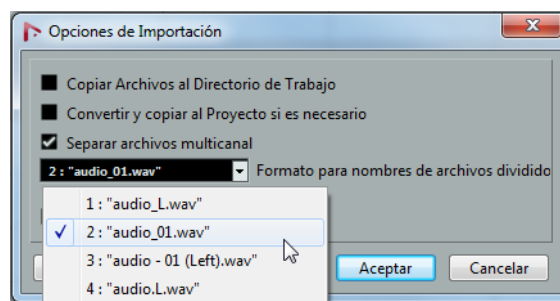 Opciones de Importación
Copiar Archivos al Directorio de Trabajo
Convertir y copiar al Proyecto si es necesario
Separar archivos multicanal
2 : "audio_01.wav" Formato para nombres de archivos dividido
1 : "audio_L.wav"
2 : "audio_01.wav"
3 : "audio - 01 (Left).wav"
4 : "audio.L.wav"
Aceptar Cancelar